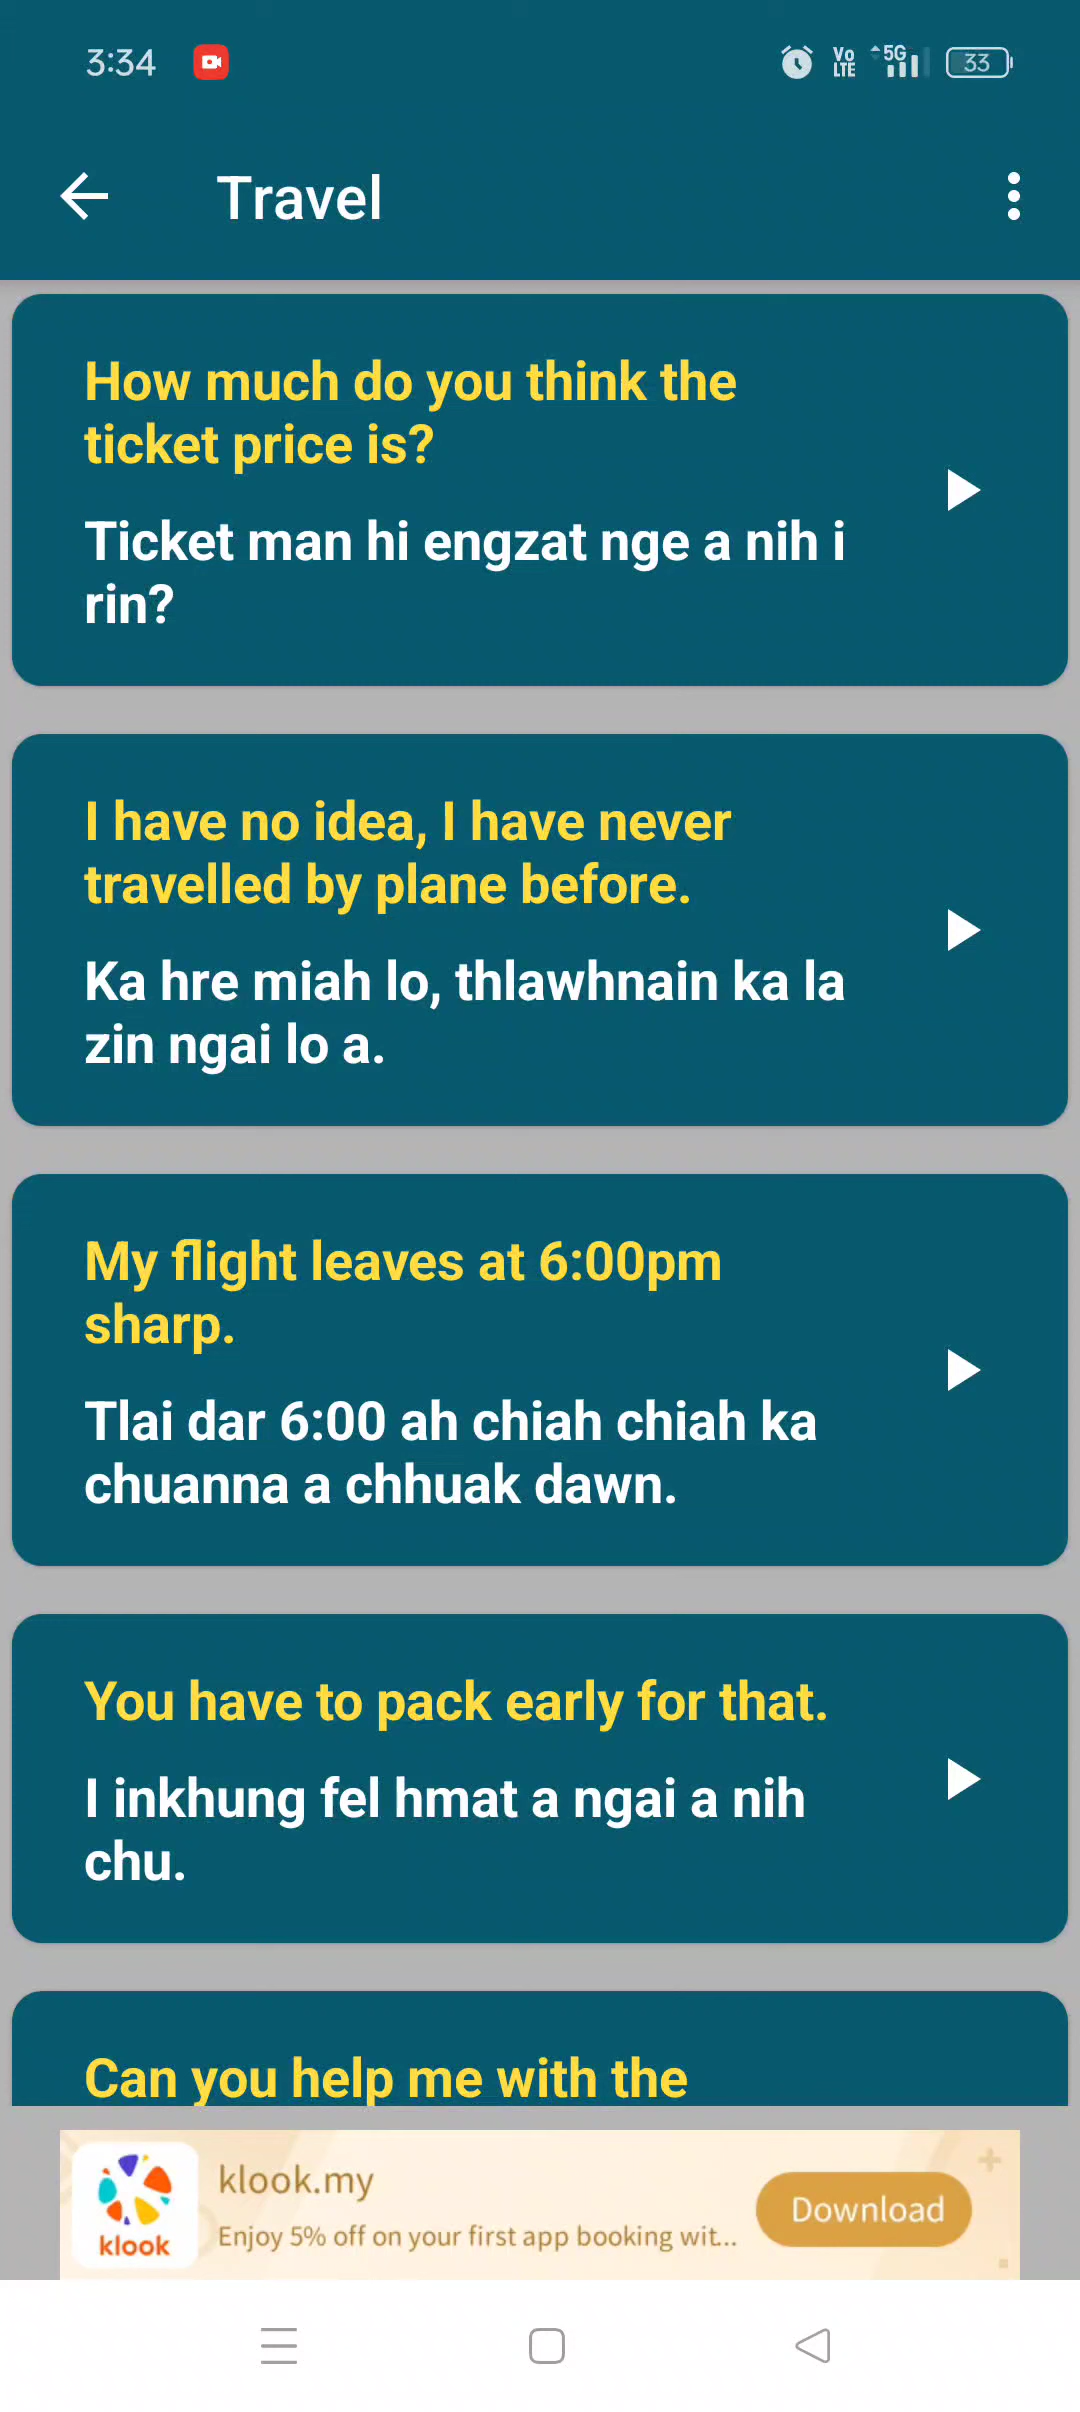 3:34
Vo
LTE
5G
33
Travel
How much do you think the
ticket price is?
Ticket man hi engzat nge a nih i
rin?
I have no idea, I have never
travelled by plane before.
Ka hre miah lo, thlawhnain ka la
zin ngai lo a.
My flight leaves at 6:00pm
sharp.
Tlai dar 6:00 ah chiah chiah ka
chuanna a chhuak dawn.
You have to pack early for that.
I inkhung fel hmat a ngai a nih
chu.
Can you help me with the
klook.my
Enjoy 5% off on your first app booking wit...
klook
Download